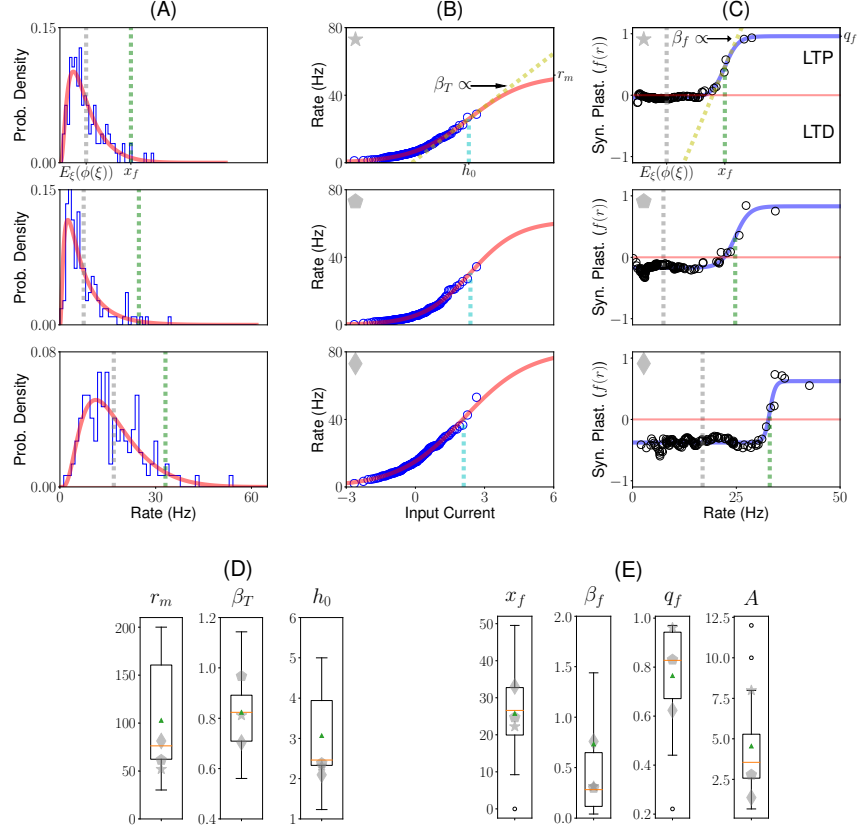 (A)
(B)
(C)
0.15
0.00
Prob. Density
E_ξ(ϕ(ξ))
x_f
80
40
0
Rate (Hz)
β_T ∝
r_m
h_0
1
0
−1
Syn. Plast. (f(r))
β_f ∝
q_f
LTP
LTD
E_ξ(ϕ(ξ))
x_f
0.15
0.00
Prob. Density
80
40
0
Rate (Hz)
1
0
−1
Syn. Plast. (f(r))
0.08
0.00
Prob. Density
0
30
60
Rate (Hz)
80
40
0
Rate (Hz)
−3
0
3
6
Input Current
1
0
−1
Syn. Plast. (f(r))
0
25
50
Rate (Hz)
(D)
r_m
200
150
100
50
0
β_T
1.2
1.0
0.8
0.6
0.4
h_0
6
5
4
3
2
1
(E)
x_f
50
40
30
20
10
0
β_f
2.0
1.5
1.0
0.5
0.0
q_f
1.0
0.8
0.6
0.4
0.2
A
12.5
10.0
7.5
5.0
2.5